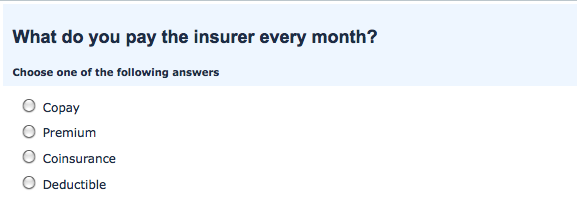 What do you pay the insurer every month?
Choose one of the following answers
Copay
Premium
Coinsurance
Deductible